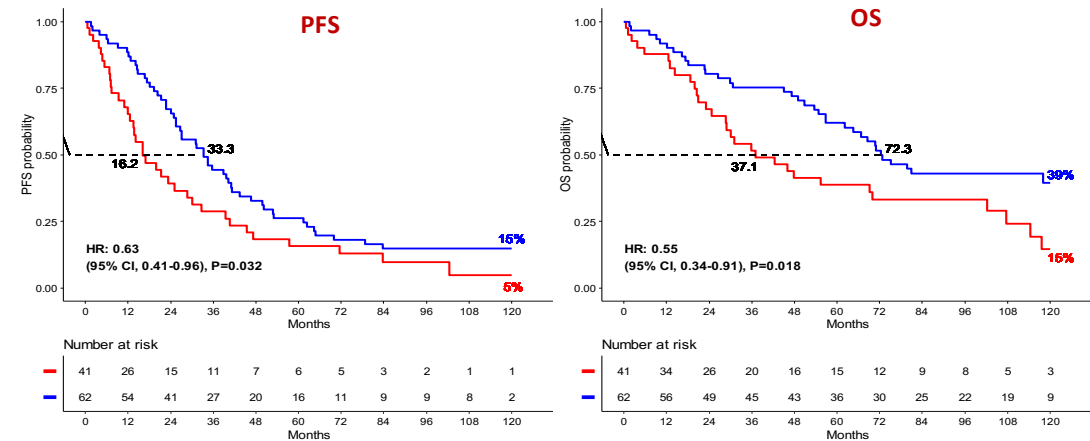 PFS
PFS probability
1.00
0.75
0.50
0.25
0.00
33.3
16.2
HR: 0.63
(95% CI, 0.41-0.96), P=0.032
15%
5%
0 12 24 36 48 60 72 84 96 108 120
Months
Number at risk
41 26 15 11 7 6 5 3 2 1 1
62 54 41 27 20 16 11 9 9 8 2
0 12 24 36 48 60 72 84 96 108 120
Months
OS
OS probability
1.00
0.75
0.50
0.25
0.00
72.3
37.1
39%
HR: 0.55
(95% CI, 0.34-0.91), P=0.018
15%
0 12 24 36 48 60 72 84 96 108 120
Months
Number at risk
41 34 26 20 16 15 12 9 8 5 3
62 56 49 45 43 36 30 25 22 19 9
0 12 24 36 48 60 72 84 96 108 120
Months